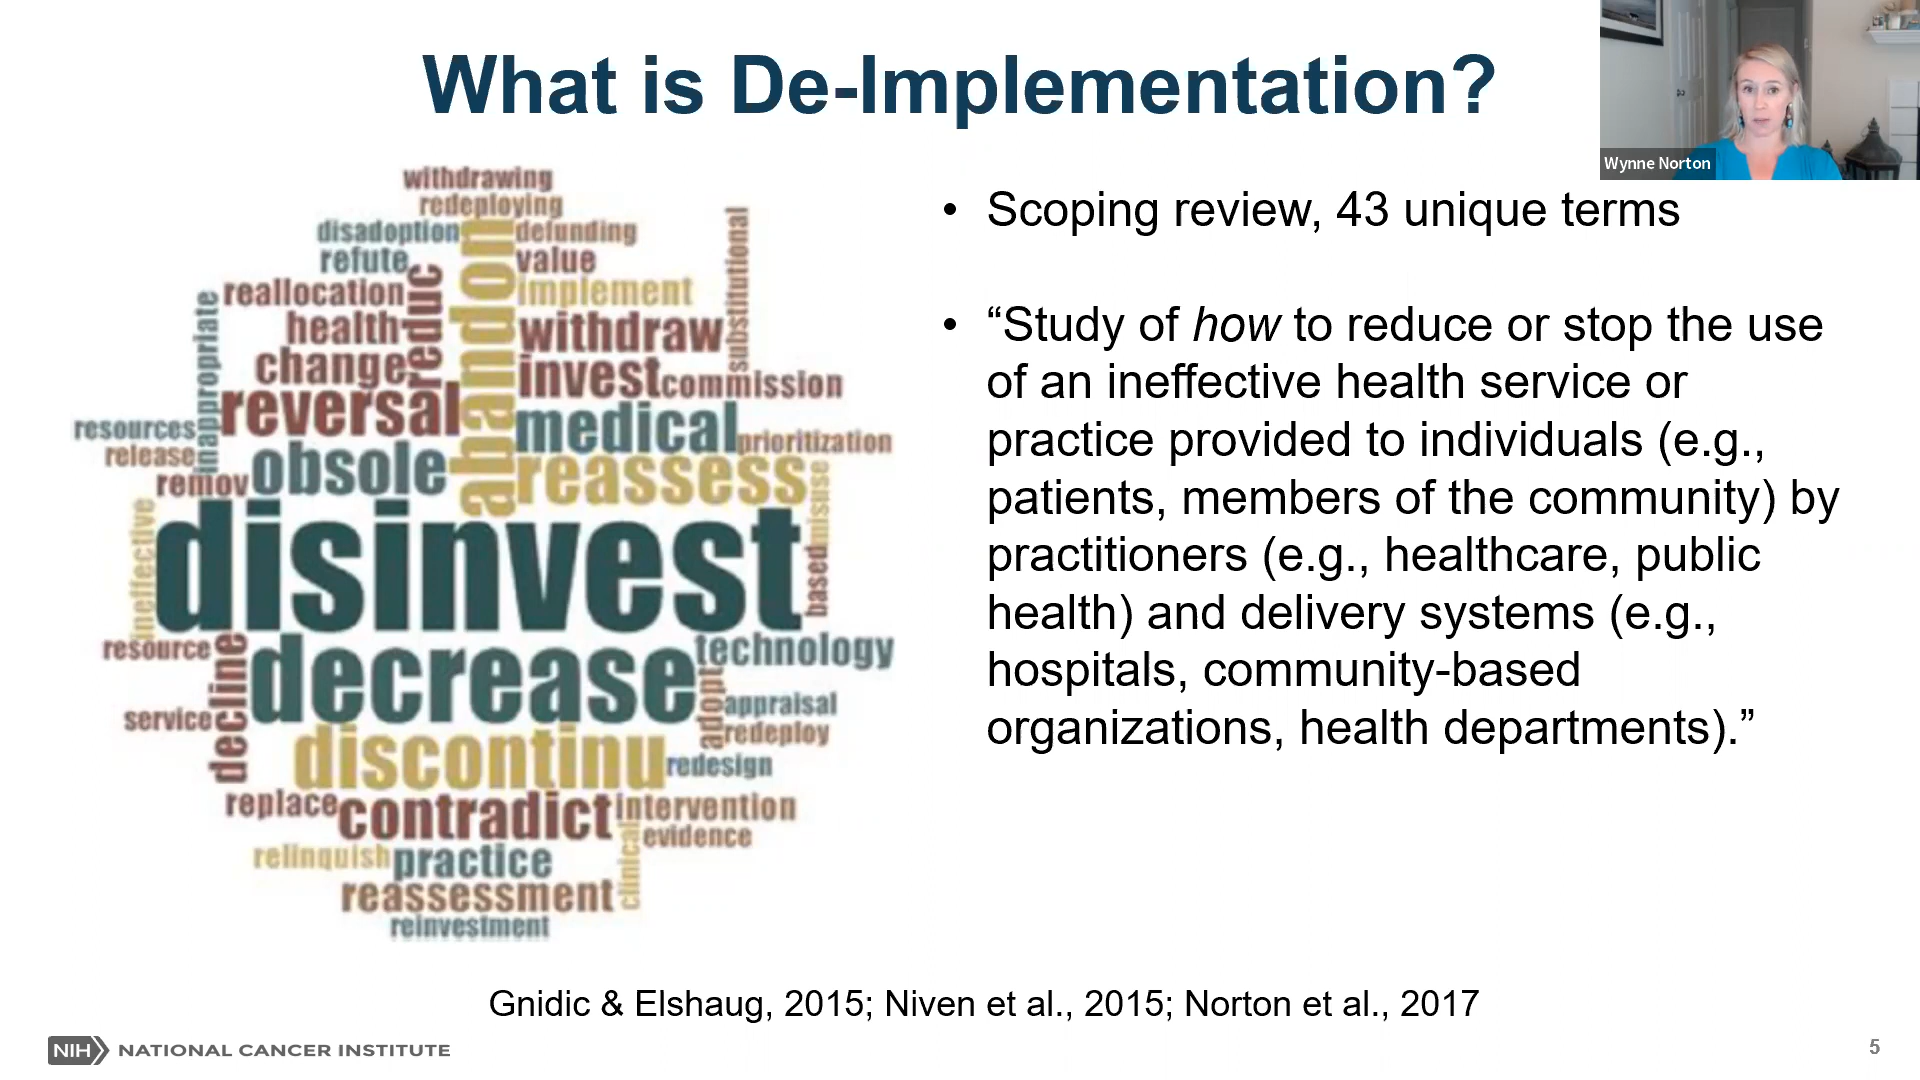 What is De-Implementation?
Wynne Norton
withdrawing
redeploying
disadoption
defunding
refute
value
substitutional
abandon
reduc
reallocation
implement
inappropriate
health
withdraw
change
invest
commission
reversal
medical
resources
prioritization
release
obsole
reassess
remov
misuse
ineffective
disinvest
based
resource
decline
decrease
technology
adopt
appraisal
service
redeploy
discontinu
redesign
replace
contradict
intervention
evidence
clinical
relinquish
practice
reassessment
reinvestment
• Scoping review, 43 unique terms
• “Study of how to reduce or stop the use
of an ineffective health service or
practice provided to individuals (e.g.,
patients, members of the community) by
practitioners (e.g., healthcare, public
health) and delivery systems (e.g.,
hospitals, community-based
organizations, health departments).”
Gnidic & Elshaug, 2015; Niven et al., 2015; Norton et al., 2017
NIH NATIONAL CANCER INSTITUTE
5